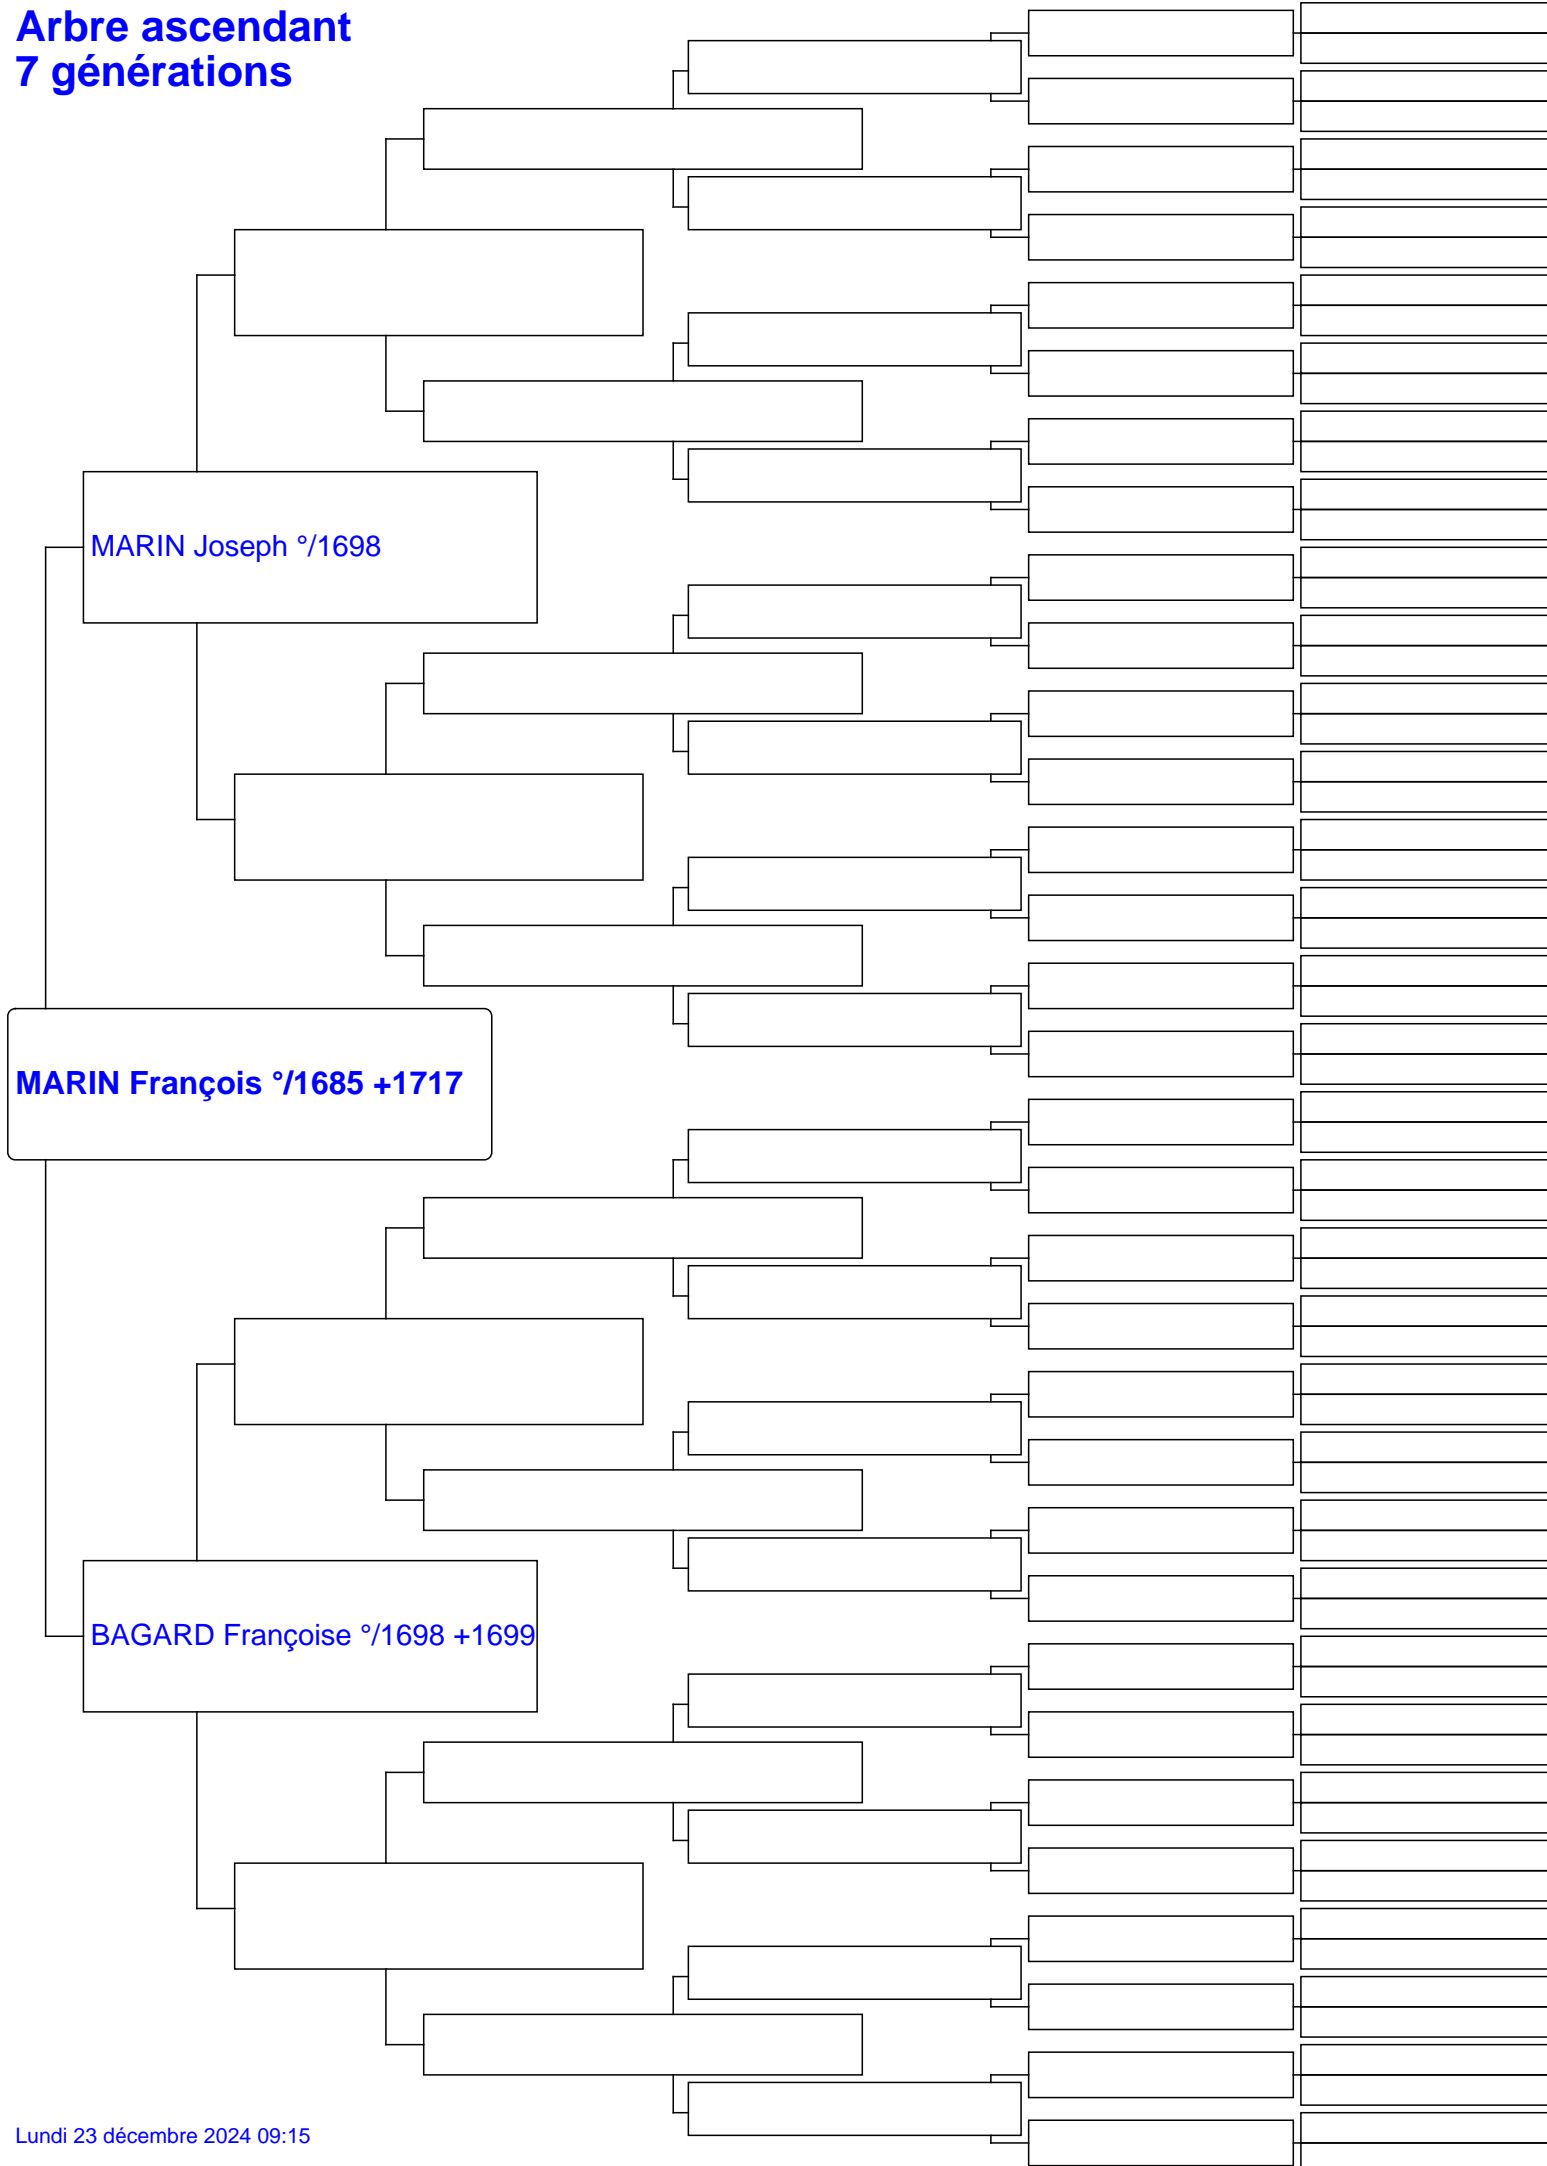 Arbre ascendant
7 générations
MARIN Joseph °/1698
MARIN François °/1685 +1717
BAGARD Françoise °/1698 +1699
Lundi 23 décembre 2024 09:15